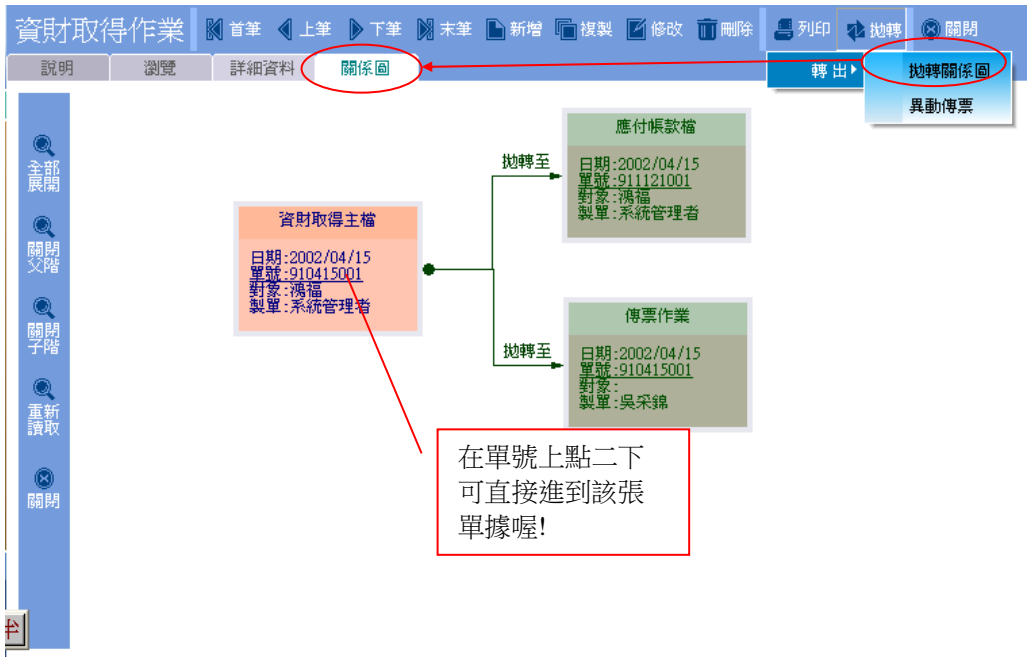 資財取得作業 首筆 上筆 下筆 末筆 新增 複製 修改 刪除 列印 拋轉 關閉
說明 瀏覽 詳細資料 關係圖
轉出 拋轉關係圖
異動傳票
全部
展開
關閉
父階
關閉
子階
重新
讀取
關閉
資財取得主檔
日期:2002/04/15
單號:910415001
對象:鴻福
製單:系統管理者
拋轉至
應付帳款檔
日期:2002/04/15
單號:911121001
對象:鴻福
製單:系統管理者
拋轉至
傳票作業
日期:2002/04/15
單號:910415001
對象:
製單:吳采錦
在單號上點二下
可直接進到該張
單據喔!